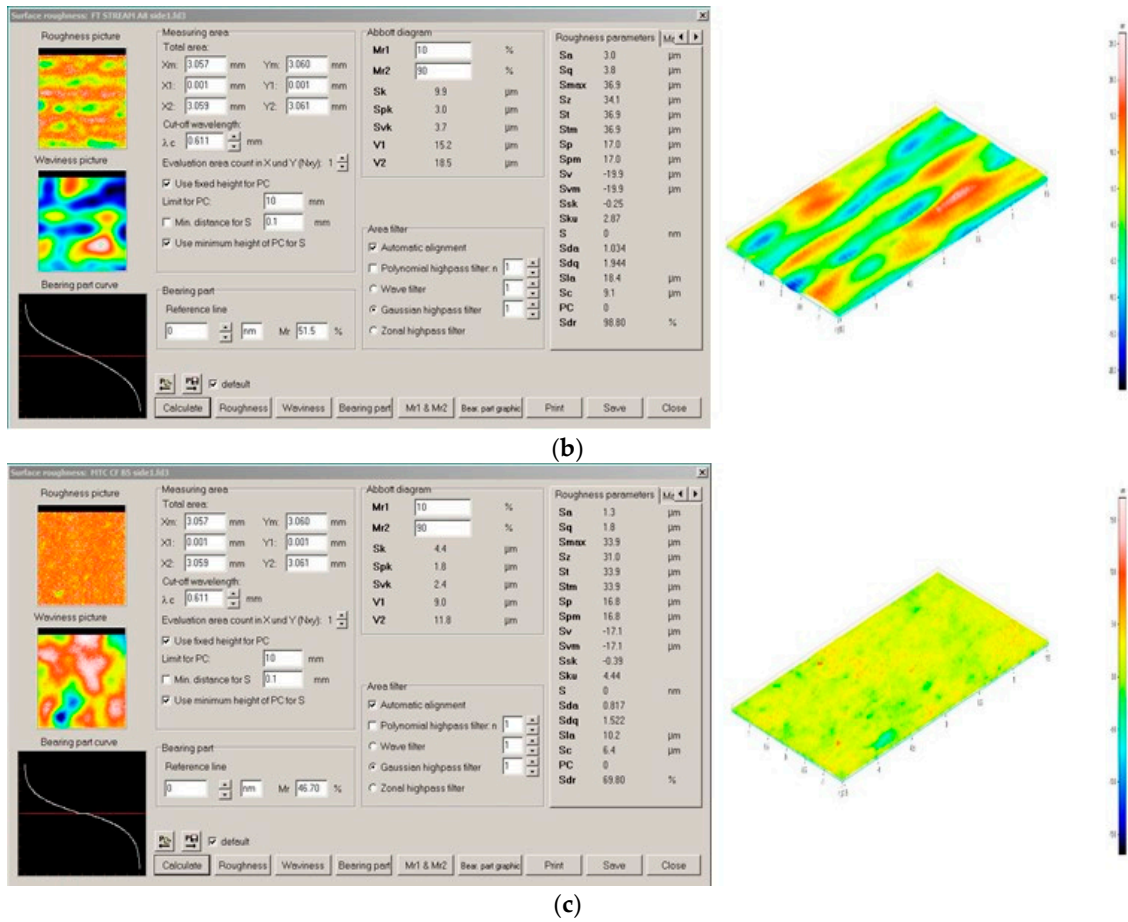 Surface roughness: FT STREAM A8 side1.fd3
Roughness picture
Waviness picture
Bearing part curve
Measuring area
Total area:
Xm: 3.057 mm Ym: 3.060 mm
X1: 0.001 mm Y1: 0.001 mm
X2: 3.059 mm Y2: 3.061 mm
Cut-off wavelength:
λ c 0.611 mm
Evaluation area count in X und Y (Nxy): 1
Use fixed height for PC
Limit for PC: 10 mm
Min. distance for S 0.1 mm
Use minimum height of PC for S
Bearing part
Reference line
0 nm Mr 51.5 %
default
Abbott diagram
Mr1 10 %
Mr2 90 %
Sk 9.9 µm
Spk 3.0 µm
Svk 3.7 µm
V1 15.2 µm
V2 18.5 µm
Area filter
Automatic alignment
Polynomial highpass filter: n 1
Wave filter 1
Gaussian highpass filter 1
Zonal highpass filter
Roughness parameters
Sa 3.0 µm
Sq 3.8 µm
Smax 36.9 µm
Sz 34.1 µm
St 36.9 µm
Stm 36.9 µm
Sp 17.0 µm
Spm 17.0 µm
Sv -19.9 µm
Svm -19.9 µm
Ssk -0.25
Sku 2.87
S 0 nm
Sda 1.034
Sdq 1.944
Sla 18.4 µm
Sc 9.1 µm
PC 0
Sdr 98.80 %
Calculate Roughness Waviness Bearing part Mr1 & Mr2 Bear. part graphic Print Save Close
(b)
Surface roughness: MTC CF B5 side1.fd3
Roughness picture
Waviness picture
Bearing part curve
Measuring area
Total area:
Xm: 3.057 mm Ym: 3.060 mm
X1: 0.001 mm Y1: 0.001 mm
X2: 3.059 mm Y2: 3.061 mm
Cut-off wavelength:
λ c 0.611 mm
Evaluation area count in X und Y (Nxy): 1
Use fixed height for PC
Limit for PC: 10 mm
Min. distance for S 0.1 mm
Use minimum height of PC for S
Bearing part
Reference line
0 nm Mr 46.70 %
default
Abbott diagram
Mr1 10 %
Mr2 90 %
Sk 4.4 µm
Spk 1.8 µm
Svk 2.4 µm
V1 9.0 µm
V2 11.8 µm
Area filter
Automatic alignment
Polynomial highpass filter: n 1
Wave filter 1
Gaussian highpass filter 1
Zonal highpass filter
Roughness parameters
Sa 1.3 µm
Sq 1.8 µm
Smax 33.9 µm
Sz 31.0 µm
St 33.9 µm
Stm 33.9 µm
Sp 16.8 µm
Spm 16.8 µm
Sv -17.1 µm
Svm -17.1 µm
Ssk -0.39
Sku 4.44
S 0 nm
Sda 0.817
Sdq 1.522
Sla 10.2 µm
Sc 6.4 µm
PC 0
Sdr 69.80 %
Calculate Roughness Waviness Bearing part Mr1 & Mr2 Bear. part graphic Print Save Close
(c)